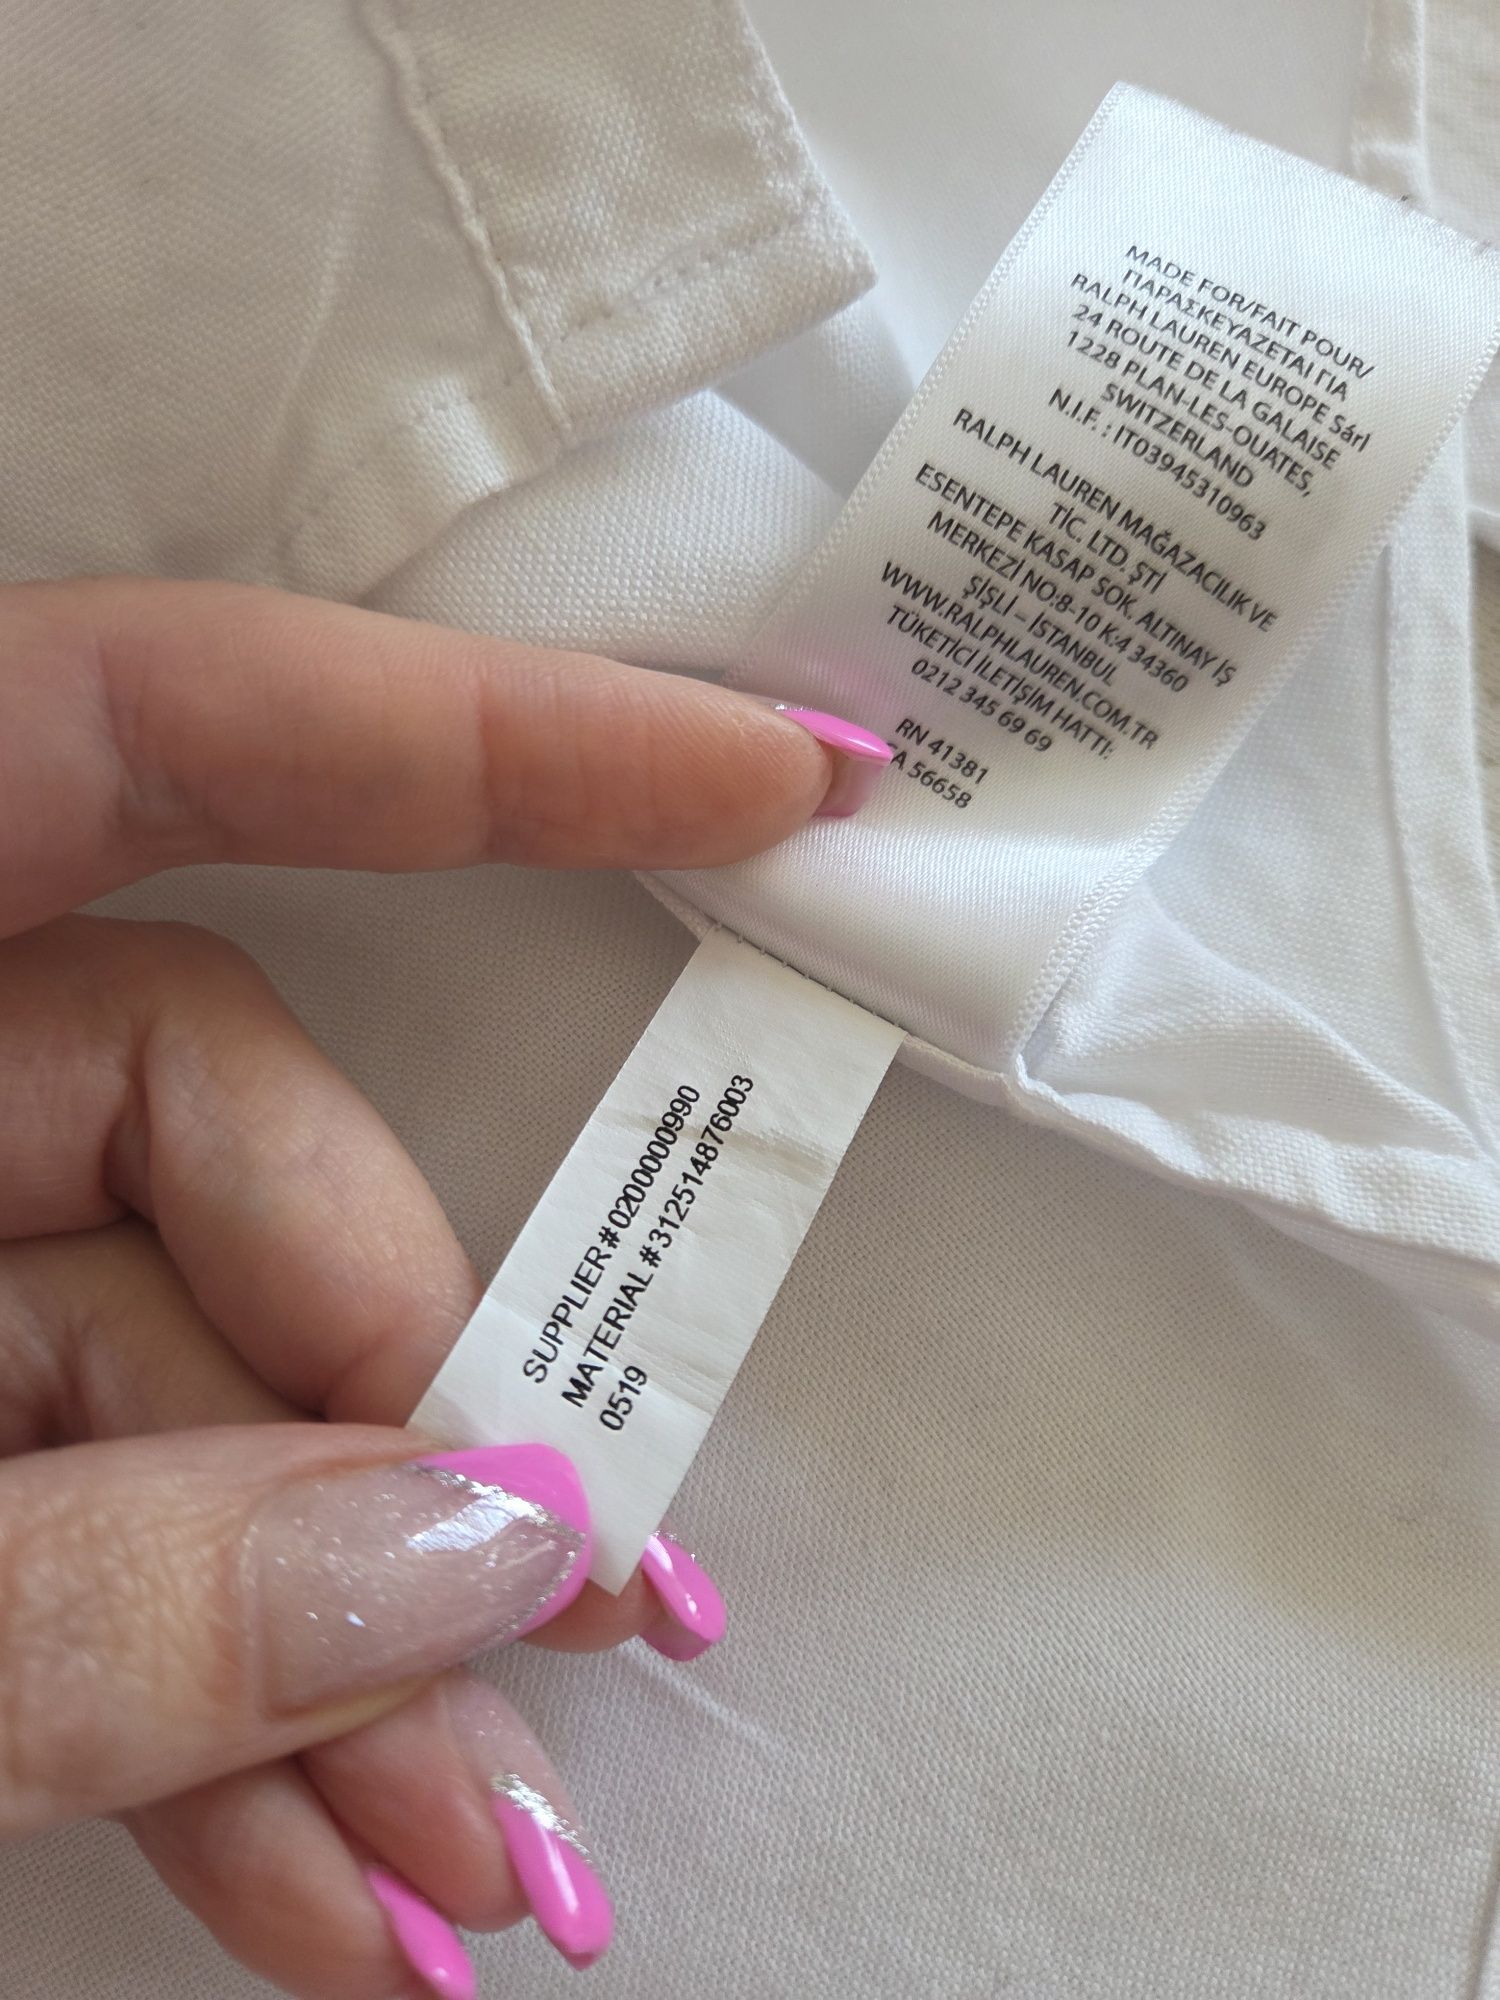 MADE FOR/FAIT POUR/
ΠΑΡΑΣΚΕΥΑΖΕΤΑΙ ΓΙΑ
RALPH LAUREN EUROPE Sárl
24 ROUTE DE LA GALAISE
1228 PLAN-LES-OUATES,
SWITZERLAND
N.I.F. : IT03945310963
RALPH LAUREN MAĞAZACILIK VE
TİC. LTD. ŞTİ
ESENTEPE KASAP SOK. ALTINAY İŞ
MERKEZİ NO:8-10 K:4 34360
ŞİŞLİ – İSTANBUL
WWW.RALPHLAUREN.COM.TR
TÜKETİCİ İLETİŞİM HATTI:
0212 345 69 69
RN 41381
CA 56658
SUPPLIER#0200000990
MATERIAL #312514876003
0519